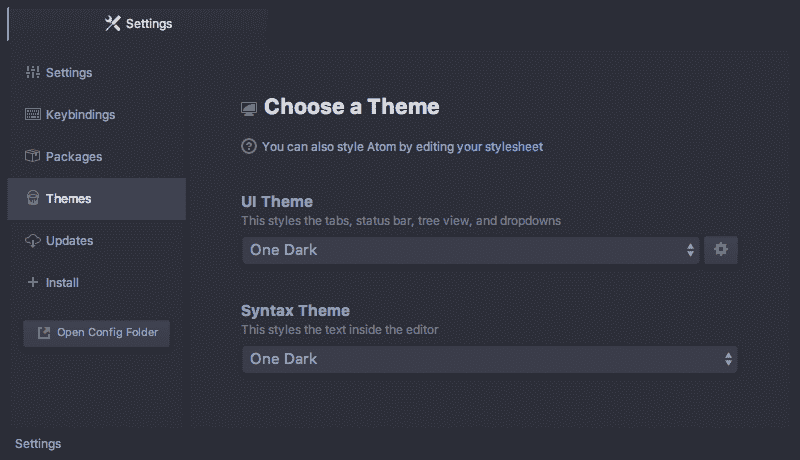 Settings
Settings
Keybindings
Packages
Themes
Updates
Install
Open Config Folder
Choose a Theme
You can also style Atom by editing your stylesheet
UI Theme
This styles the tabs, status bar, tree view, and dropdowns
One Dark
Syntax Theme
This styles the text inside the editor
One Dark
Settings